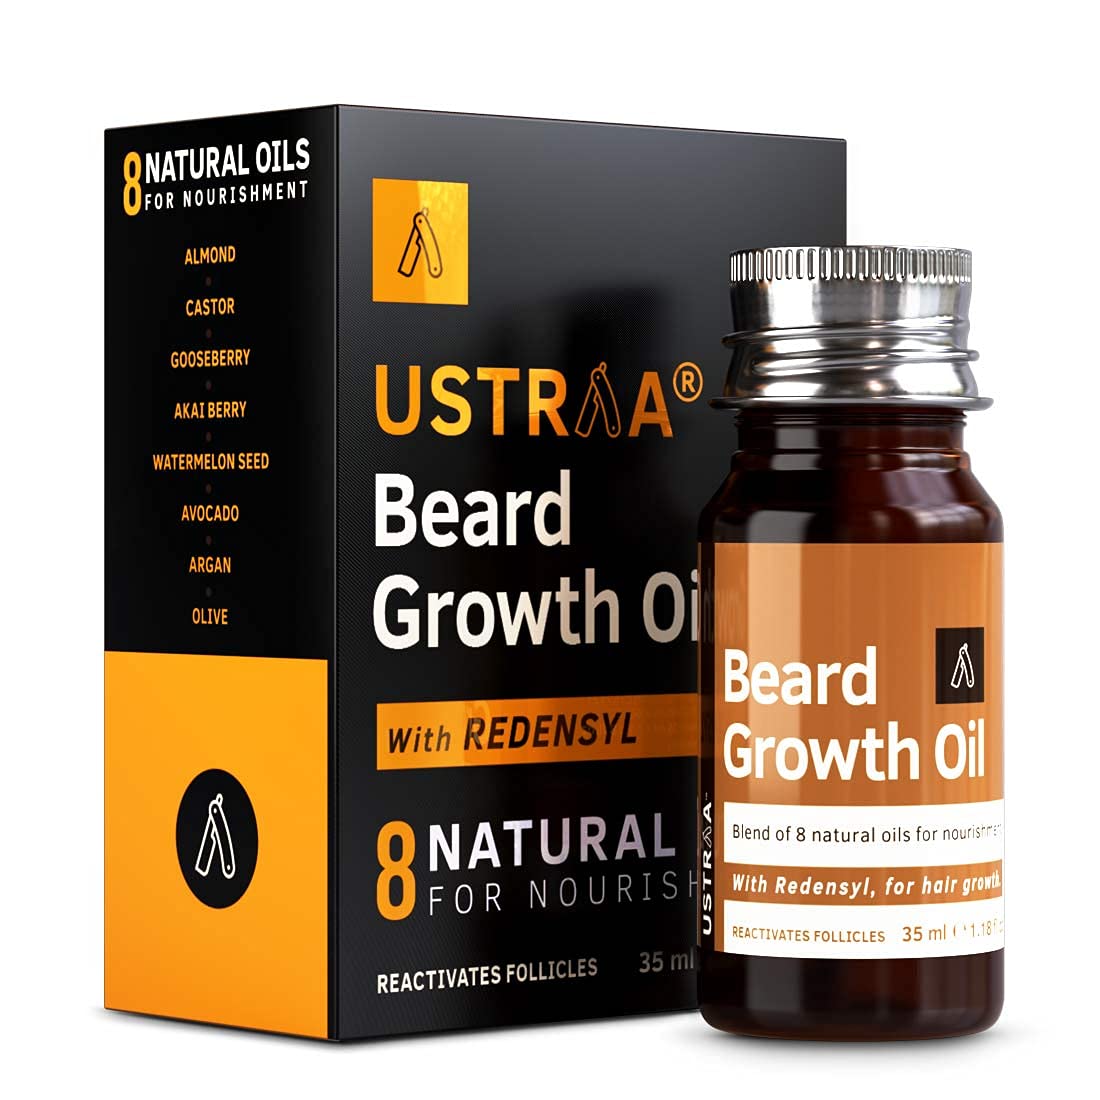 8 NATURAL OILS
FOR NOURISHMENT
ALMOND
CASTOR
GOOSEBERRY
AKAI BERRY
WATERMELON SEED
AVOCADO
ARGAN
OLIVE
USTRAA®
Beard
Growth Oil
With REDENSYL
8 NATURAL
FOR NOURISH
REACTIVATES FOLLICLES 35 ml
Beard
Growth Oil
Blend of 8 natural oils for nourishment
With Redensyl, for hair growth.
REACTIVATES FOLLICLES 35 ml
USTRAA